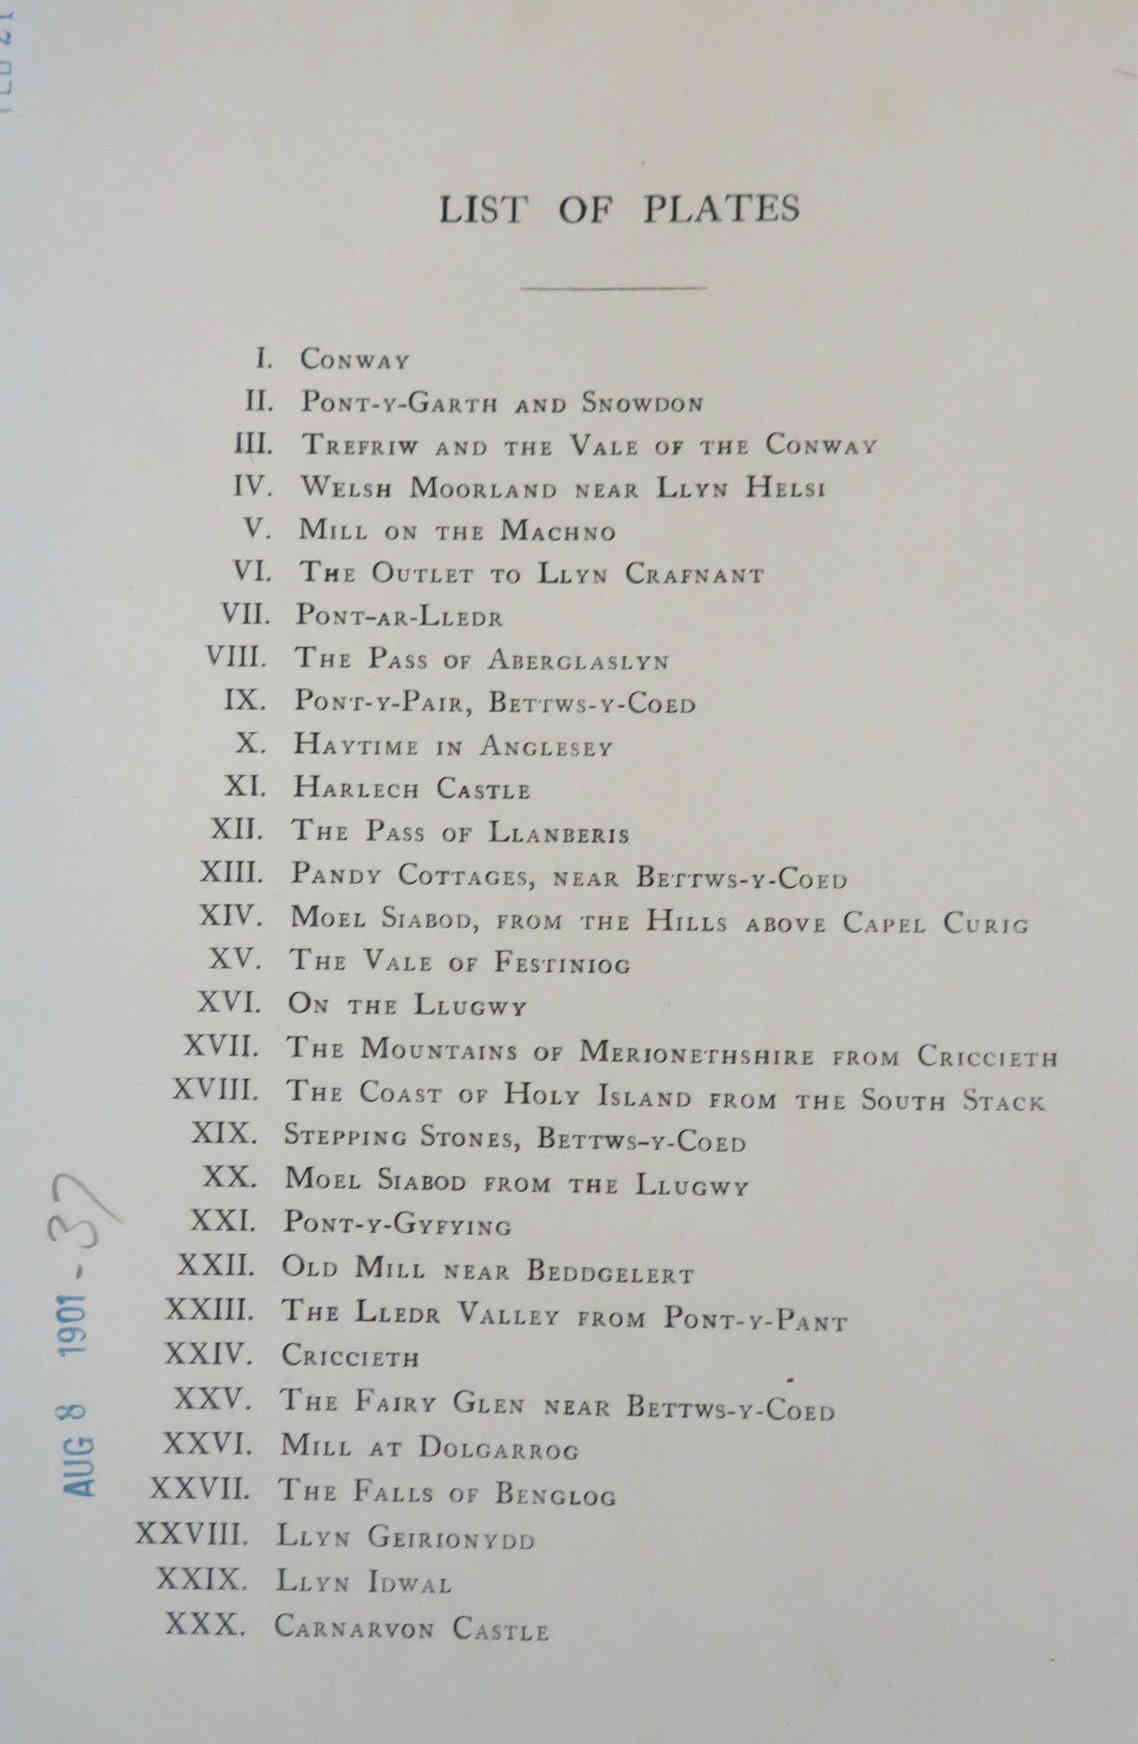 LIST OF PLATES
I. CONWAY
II. PONT-Y-GARTH AND SNOWDON
III. TREFRIW AND THE VALE OF THE CONWAY
IV. WELSH MOORLAND NEAR LLYN HELSI
V. MILL ON THE MACHNO
VI. THE OUTLET TO LLYN CRAFNANT
VII. PONT-AR-LLEDR
VIII. THE PASS OF ABERGLASLYN
IX. PONT-Y-PAIR, BETTWS-Y-COED
X. HAYTIME IN ANGLESEY
XI. HARLECH CASTLE
XII. THE PASS OF LLANBERIS
XIII. PANDY COTTAGES, NEAR BETTWS-Y-COED
XIV. MOEL SIABOD, FROM THE HILLS ABOVE CAPEL CURIG
XV. THE VALE OF FESTINIOG
XVI. ON THE LLUGWY
XVII. THE MOUNTAINS OF MERIONETHSHIRE FROM CRICCIETH
XVIII. THE COAST OF HOLY ISLAND FROM THE SOUTH STACK
XIX. STEPPING STONES, BETTWS-Y-COED
XX. MOEL SIABOD FROM THE LLUGWY
XXI. PONT-Y-GYFYING
XXII. OLD MILL NEAR BEDDGELERT
XXIII. THE LLEDR VALLEY FROM PONT-Y-PANT
XXIV. CRICCIETH
XXV. THE FAIRY GLEN NEAR BETTWS-Y-COED
XXVI. MILL AT DOLGARROG
XXVII. THE FALLS OF BENGLOG
XXVIII. LLYN GEIRIONYDD
XXIX. LLYN IDWAL
XXX. CARNARVON CASTLE
AUG 8 1901 - 37